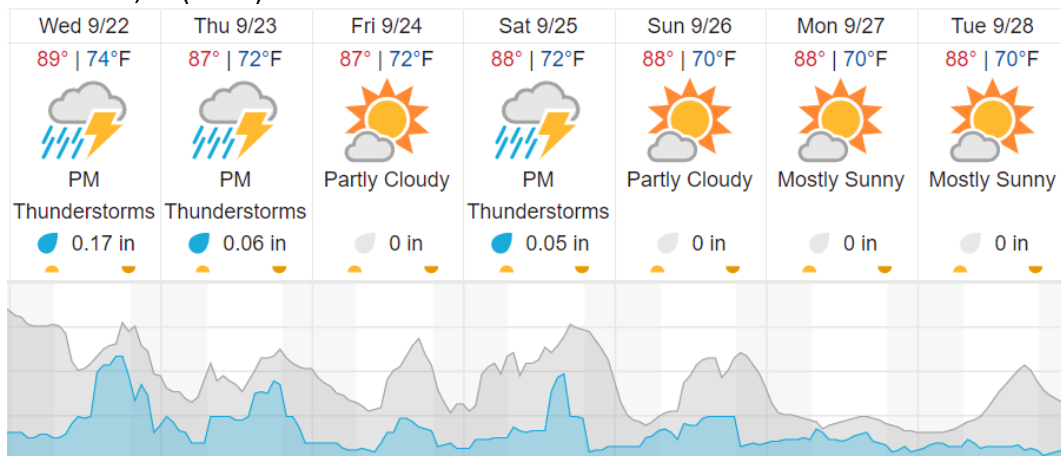 Wed 9/22 Thu 9/23 Fri 9/24 Sat 9/25 Sun 9/26 Mon 9/27 Tue 9/28
89° | 74°F 87° | 72°F 87° | 72°F 88° | 72°F 88° | 70°F 88° | 70°F 88° | 70°F
PM PM Partly Cloudy PM Partly Cloudy Mostly Sunny Mostly Sunny
Thunderstorms Thunderstorms Thunderstorms
0.17 in 0.06 in 0 in 0.05 in 0 in 0 in 0 in